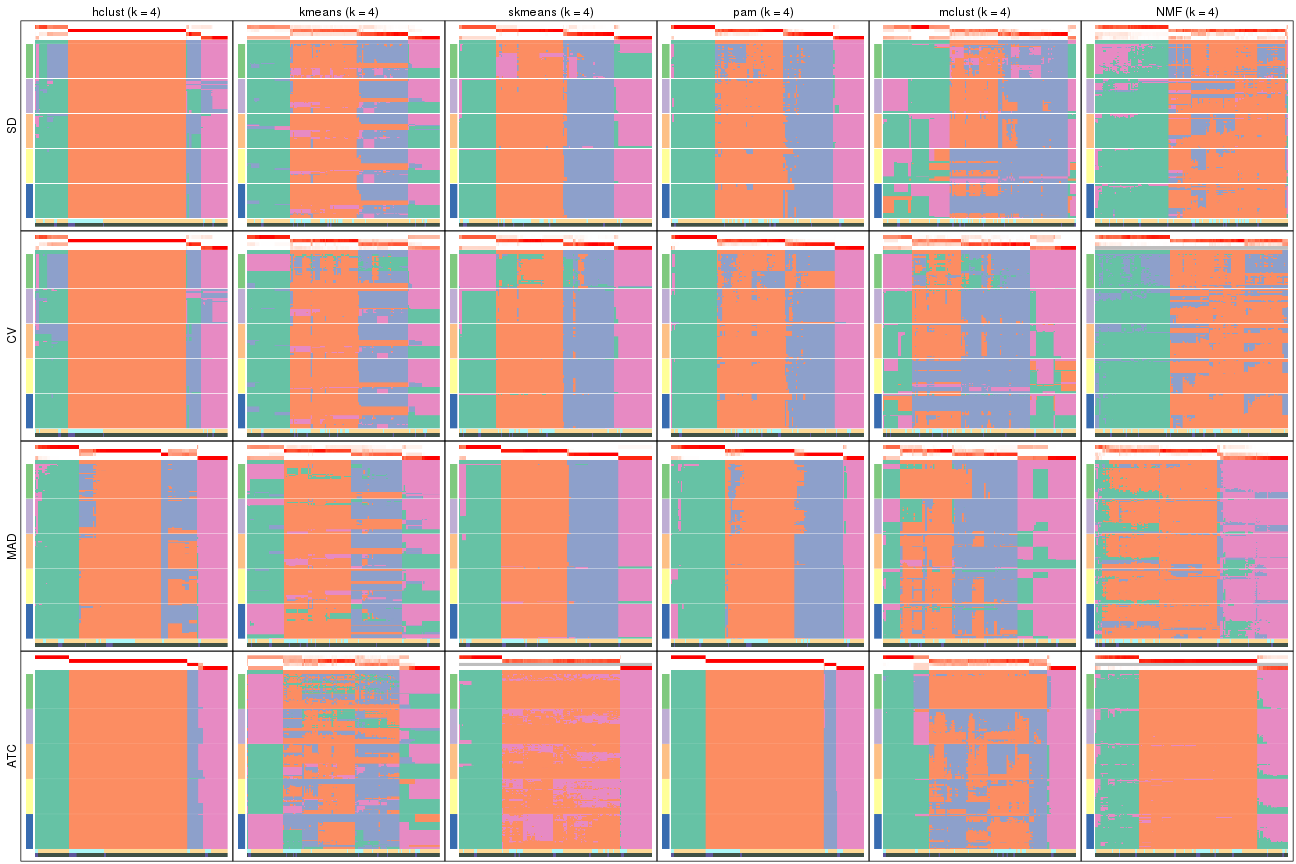 hclust (k = 4) kmeans (k = 4) skmeans (k = 4) pam (k = 4) mclust (k = 4) NMF (k = 4)
SD
CV
MAD
ATC